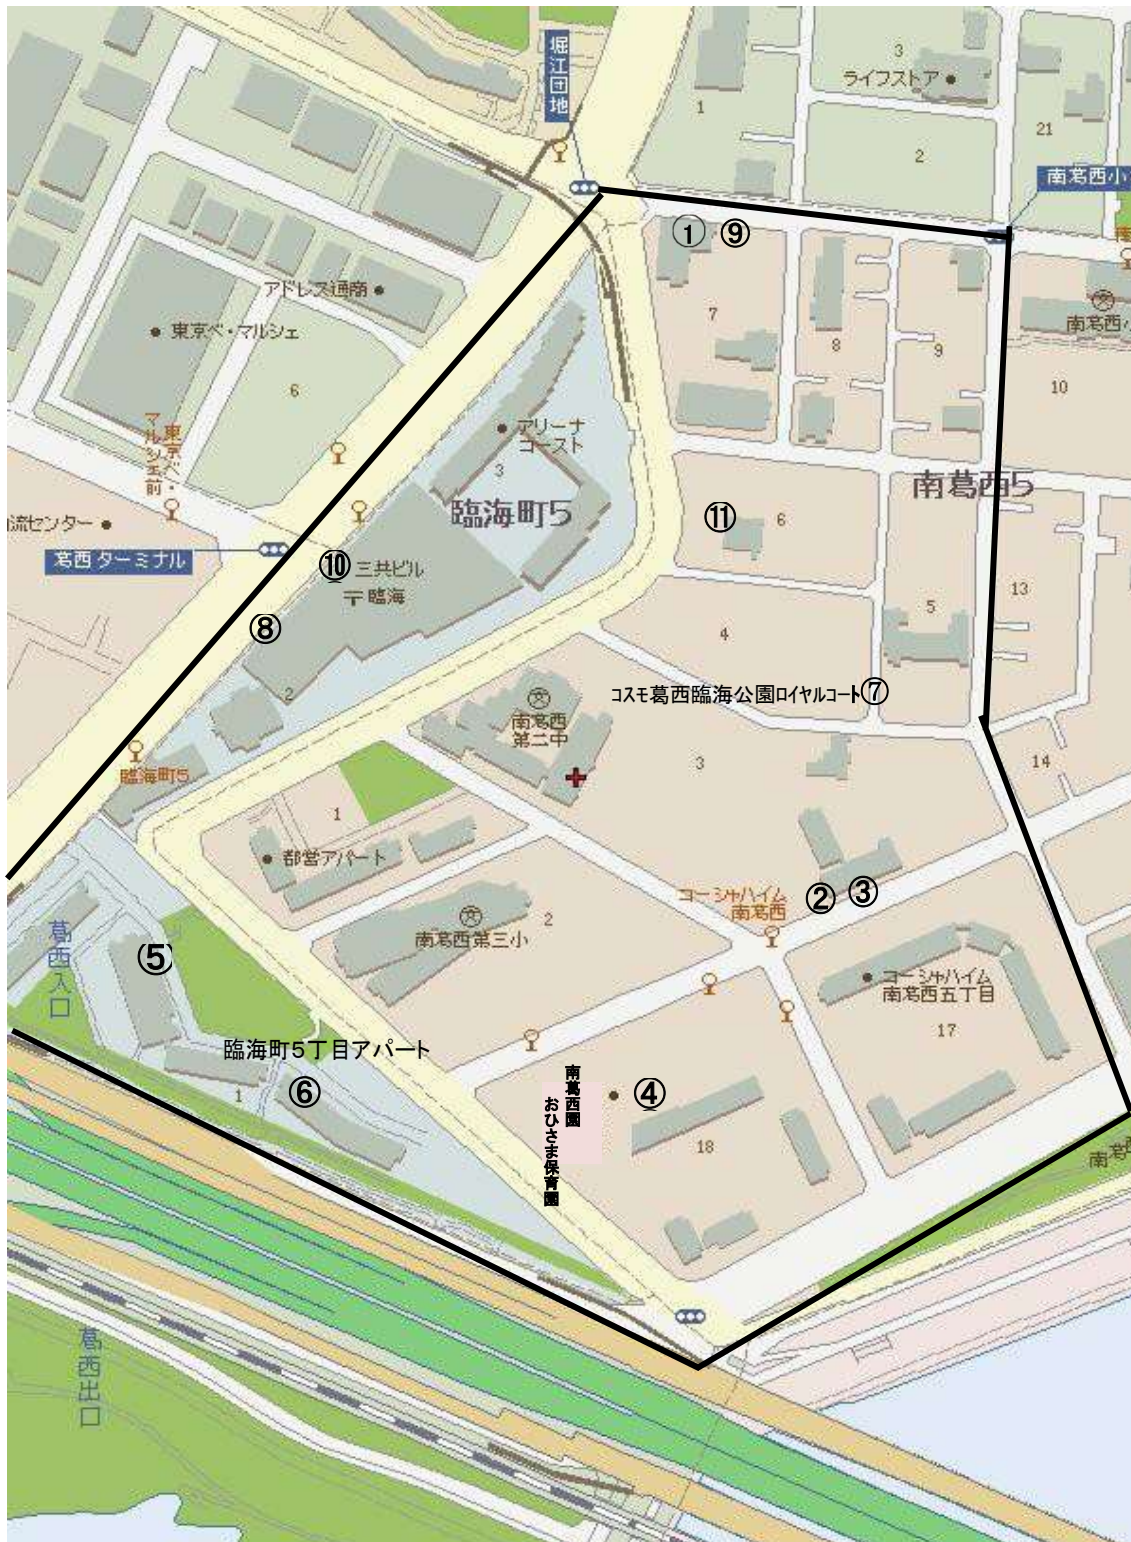 堀江団地
3
ライフストア
1
2
21
南葛西小
① ⑨
アドレス通商
東京ベ・マルシェ
6
7
8
9
10
南葛西小
東京ベ・
マルシェ前
アリーナ
コースト
3
臨海町5
南葛西5
流センター
葛西ターミナル
⑪
6
⑩
三共ビル
〒臨海
⑧
13
5
4
2
文
南葛西
第二中
コスモ葛西臨海公園ロイヤルコート⑦
臨海町5
3
14
1
都営アパート
コーシャハイム
南葛西
② ③
文
南葛西第三小
2
葛西入口
⑤
コーシャハイム
南葛西五丁目
17
臨海町5丁目アパート
⑥
1
南葛西園
おひさま保育園
④
18
南葛西
葛西出口